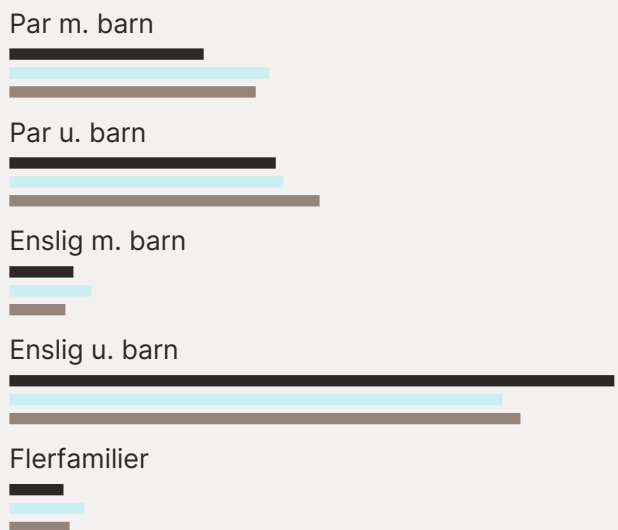 Par m. barn
Par u. barn
Enslig m. barn
Enslig u. barn
Flerfamilier